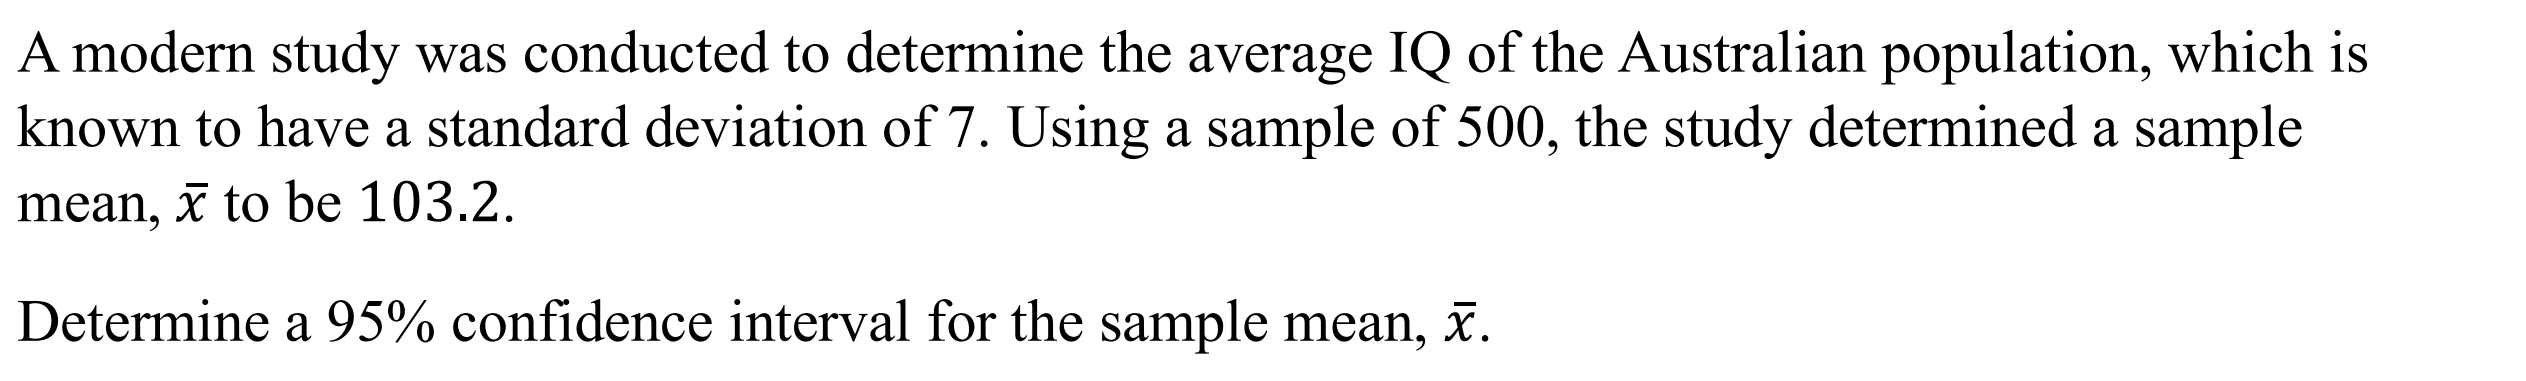 A modern study was conducted to determine the average IQ of the Australian population, which is
known to have a standard deviation of 7. Using a sample of 500, the study determined a sample
mean, x̄ to be 103.2.
Determine a 95% confidence interval for the sample mean, x̄.